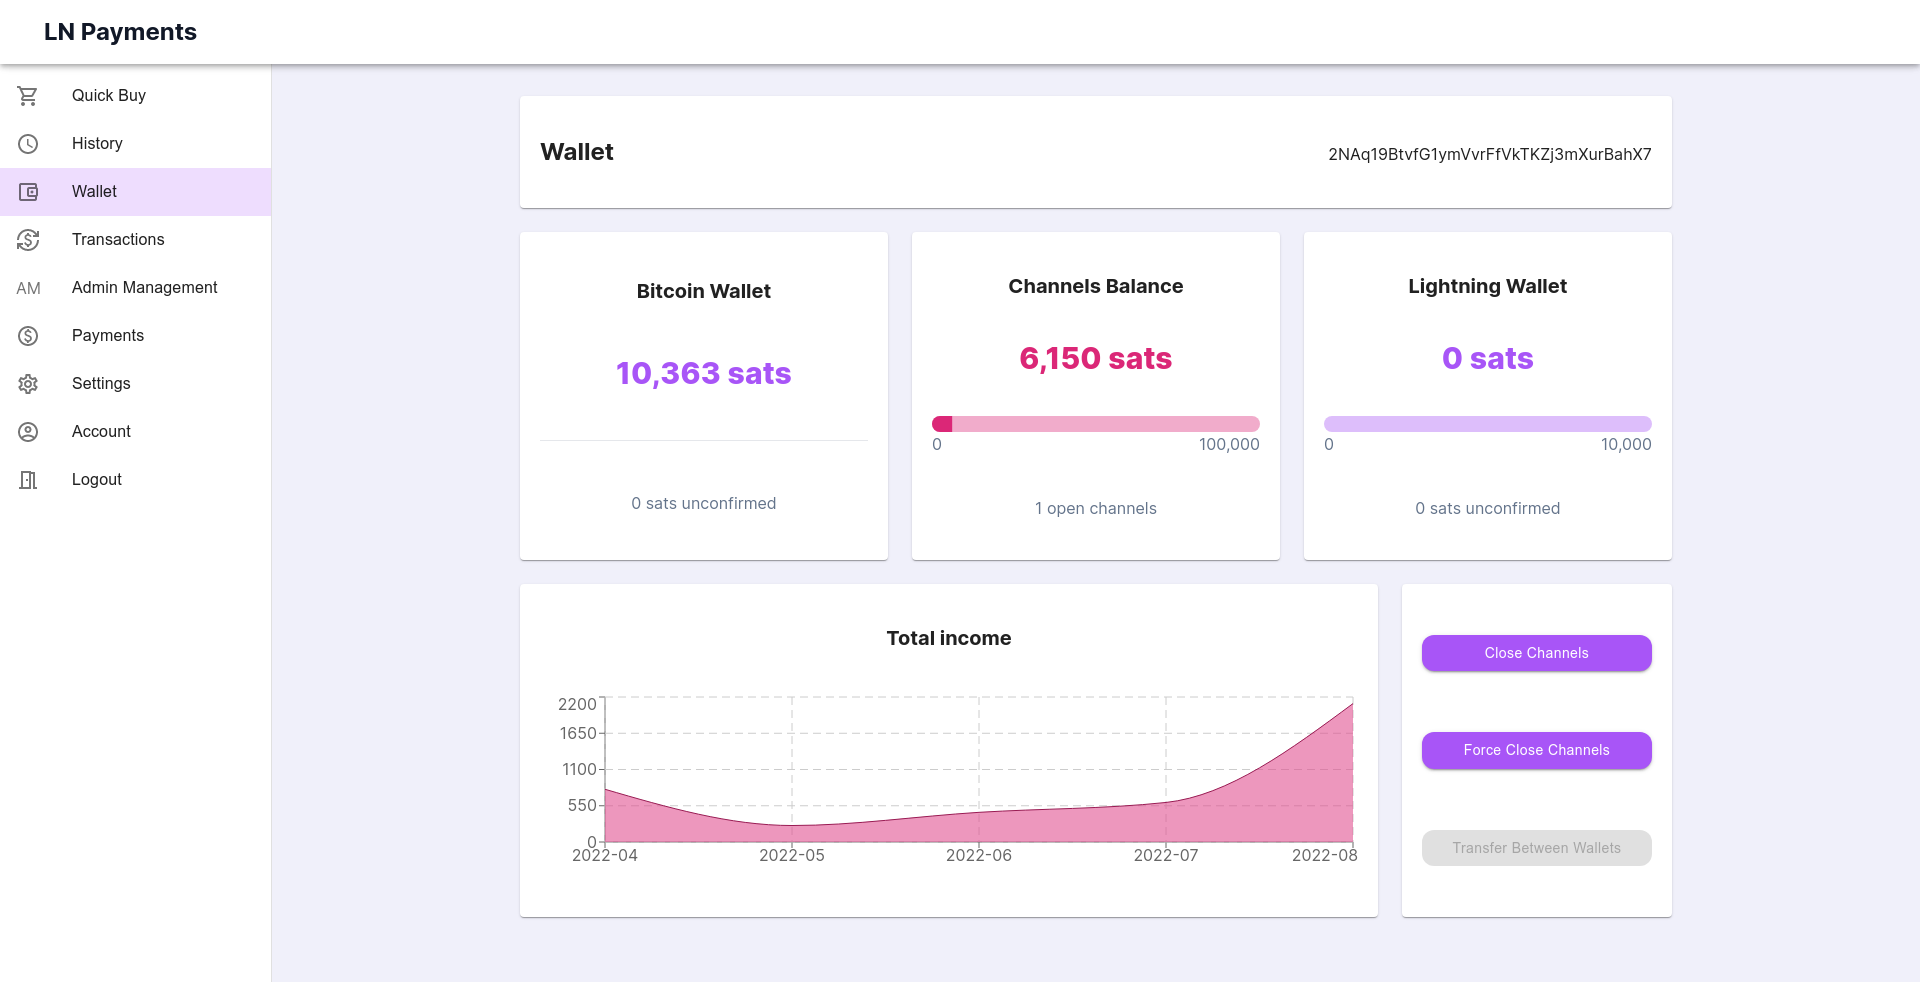 LN Payments
Quick Buy
History
Wallet
Transactions
AM Admin Management
Payments
Settings
Account
Logout
Wallet
2NAq19BtvfG1ymVvrFfVkTKZj3mXurBahX7
Bitcoin Wallet
10,363 sats
0 sats unconfirmed
Channels Balance
6,150 sats
0 100,000
1 open channels
Lightning Wallet
0 sats
0 10,000
0 sats unconfirmed
Total income
2200
1650
1100
550
0
2022-04 2022-05 2022-06 2022-07 2022-08
Close Channels
Force Close Channels
Transfer Between Wallets